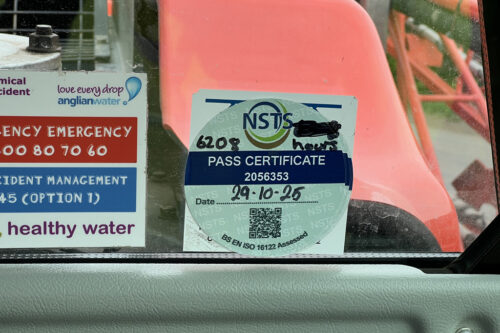 mical
cident
love every drop
anglianwater
ENCY EMERGENCY
00 80 70 60
CIDENT MANAGEMENT
45 (OPTION 1)
, healthy water
NSTS
6208
hours
PASS CERTIFICATE
2056353
Date 29-10-25
BS EN ISO 16122 Assessed